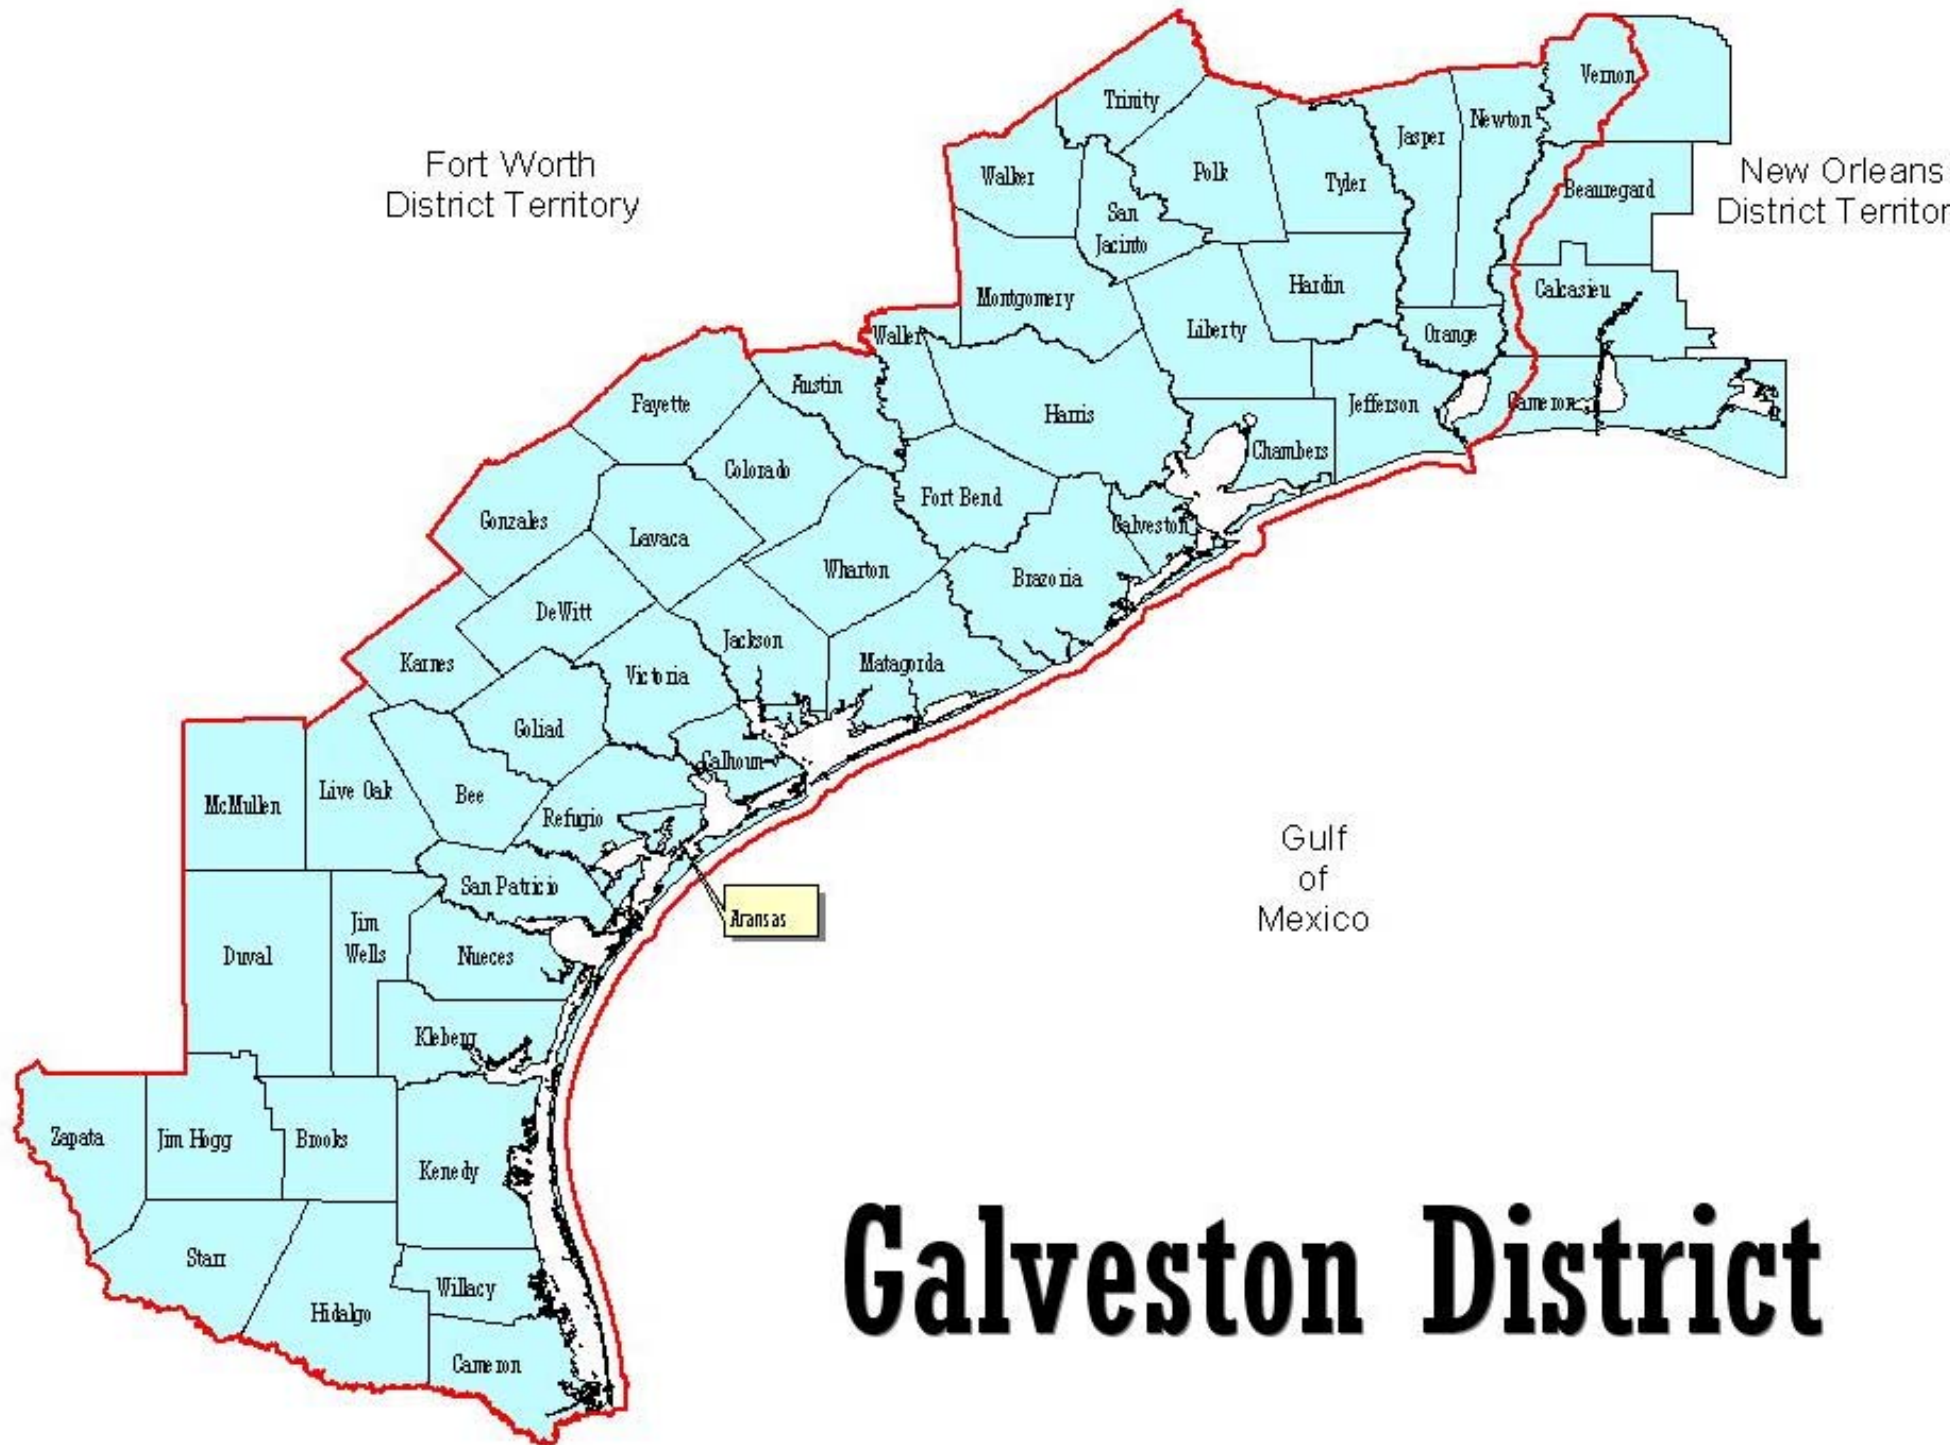 Vernon
Trinity
Newton
Jasper
Fort Worth
District Territory
Walker
Polk
Tyler
New Orleans
District Territor
Beauregard
San
Jacinto
Montgomery
Hardin
Calcasieu
Waller
Liberty
Orange
Austin
Fayette
Harris
Jefferson
Cameron
Chambers
Colorado
Fort Bend
Gonzales
Galveston
Lavaca
Wharton
Brazoria
DeWitt
Jackson
Karnes
Matagorda
Victoria
Goliad
Calhoun
McMullen
Live Oak
Bee
Refugio
Gulf
of
Mexico
San Patricio
Aransas
Jim
Wells
Duval
Nueces
Kleberg
Zapata
Jim Hogg
Brooks
Kenedy
Starr
Willacy
Hidalgo
Cameron
Galveston District